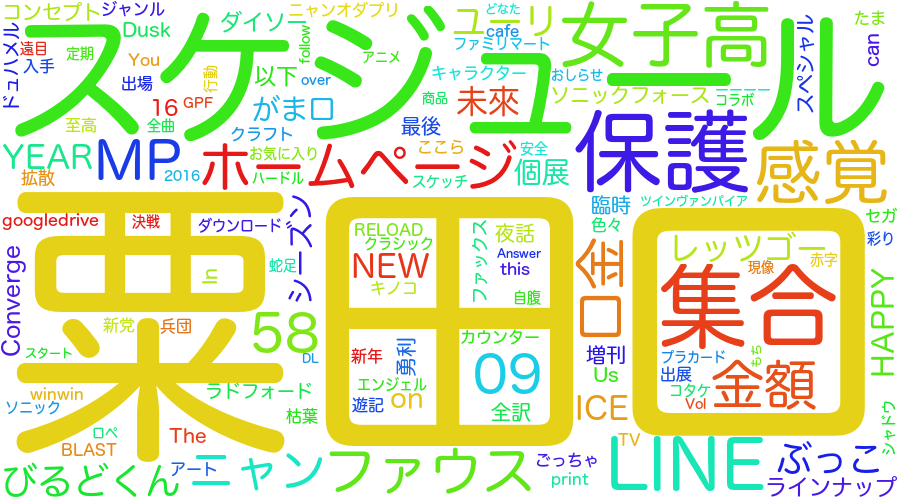 コンセプト
ジャンル
ニャンオダプリ
どなた
女子高
たま
ドュハメル
遠目
定期
Dusk
ダイソー
follow
ユーリ
cafe
ファミリマート
スペシャル
can
入手
出場
You
行動
アニメ
スケジュール
16
GPF
以下
over
キャラクター
おしらせ
ソニックフォース
ーーーー
コラボ
至高
全曲
がま口
未來
商品
クラフト
最後
保護
感覚
YEAR
MP
ホームページ
お気に入り
ここら
安全
個展
拡散
2016
ハードル
スケッチ
臨時
ツインヴァンパイア
色々
セガ
彩り
googledrive
決戦
ダウンロード
シーズン
粟田口
RELOAD
クラシック
夜話
Answer
this
ファックス
自腹
口金
レッツゴー
現像
赤字
Converge
In
蛇足
NEW
キノコ
集合
HAPPY
新党
兵団
58
カウンター
09
増刊
Us
プラカード
出展
もち
スタート
DL
新年
勇利
エンジェル
on
遊記
全訳
コタケ
Vol
金額
winwin
ラドフォード
ICE
ソニック
ロペ
The
枯葉
シャドウ
BLAST
TV
びるどくん
アート
ニャン
ファウス
ごっちゃ
print
LINE
ぶっこ
ラインナップ